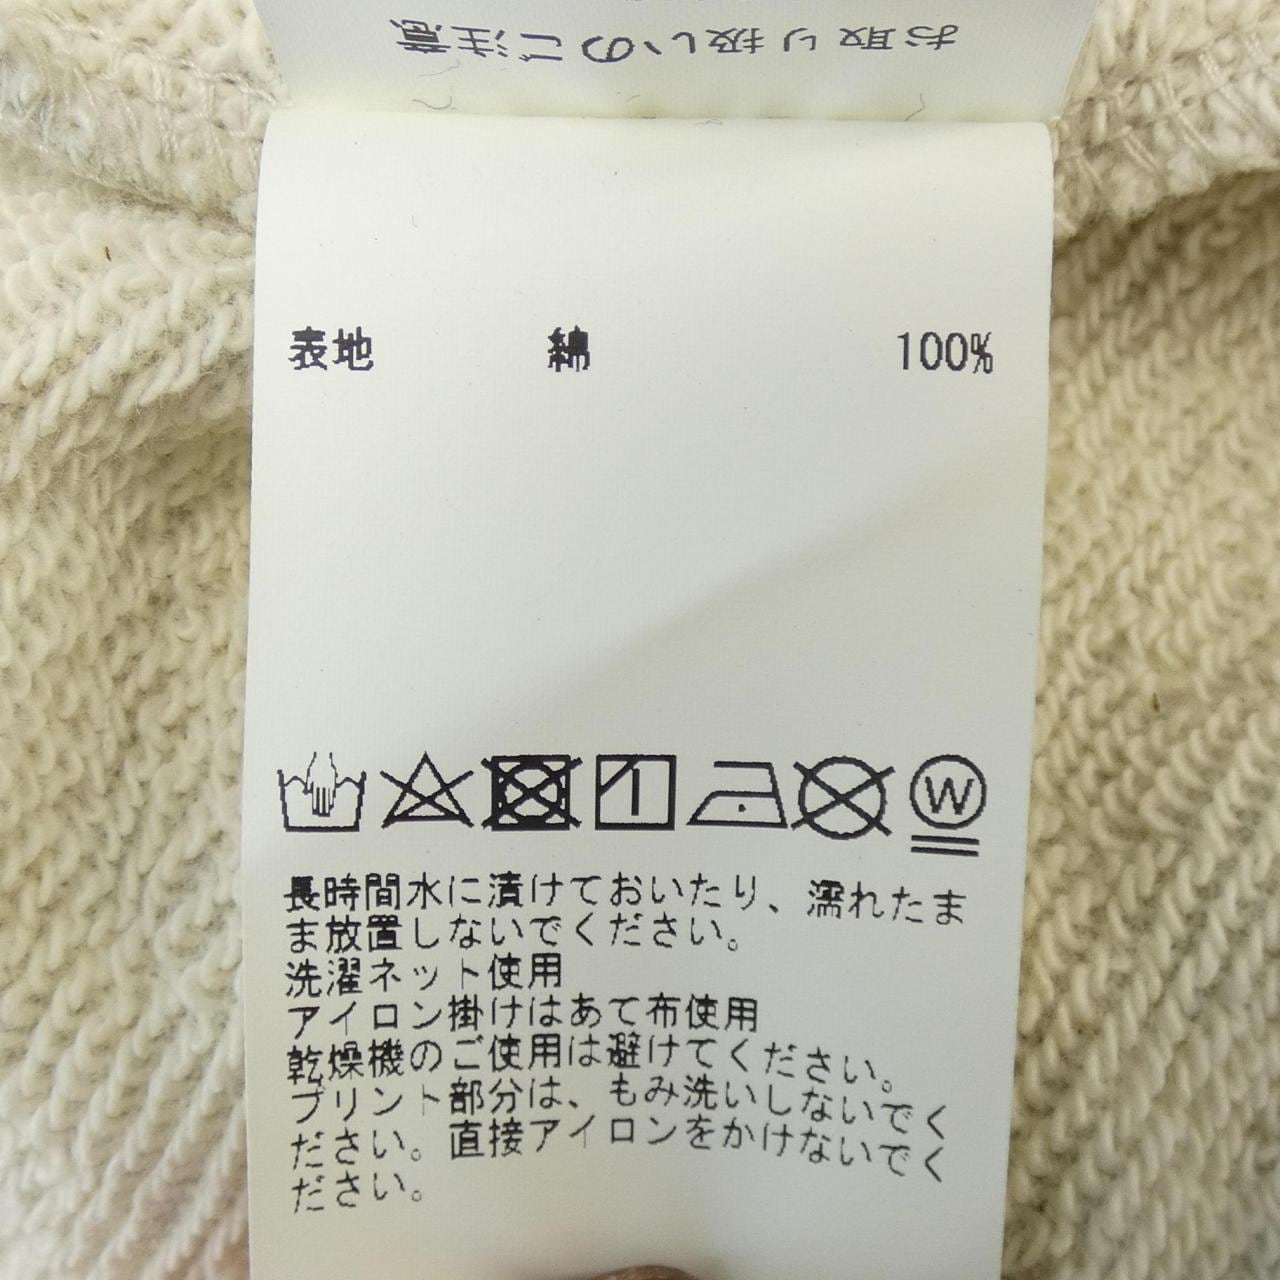 お取り扱いのご注意
表地 綿 100%
W
長時間水に漬けておいたり、濡れたま
ま放置しないでください。
洗濯ネット使用
アイロン掛けはあて布使用
乾燥機のご使用は避けてください。
プリント部分は、もみ洗いしないでく
ださい。直接アイロンをかけないでく
ださい。